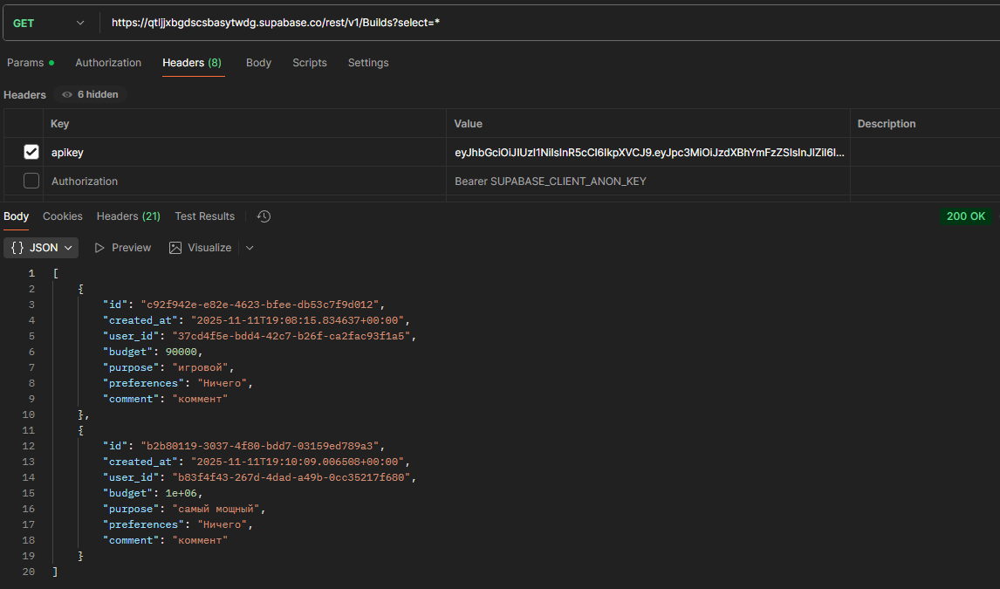 GET https://qtljjxbgdscsbasytwdg.supabase.co/rest/v1/Builds?select=*
Params Authorization Headers (8) Body Scripts Settings
Headers 6 hidden
Key Value Description
apikey eyJhbGciOiJIUzI1NiIsInR5cCI6IkpXVCJ9.eyJpc3MiOiJzdXBhYmFzZSIsInJlZiI6I...
Authorization Bearer SUPABASE_CLIENT_ANON_KEY
Body Cookies Headers (21) Test Results 200 OK
{} JSON Preview Visualize
1 [
2 {
3 "id": "c92f942e-e82e-4623-bfee-db53c7f9d012",
4 "created_at": "2025-11-11T19:08:15.834637+00:00",
5 "user_id": "37cd4f5e-bdd4-42c7-b26f-ca2fac93f1a5",
6 "budget": 90000,
7 "purpose": "игровой",
8 "preferences": "Ничего",
9 "comment": "коммент"
10 },
11 {
12 "id": "b2b80119-3037-4f80-bdd7-03159ed789a3",
13 "created_at": "2025-11-11T19:10:09.006508+00:00",
14 "user_id": "b83f4f43-267d-4dad-a49b-0cc35217f680",
15 "budget": 1e+06,
16 "purpose": "самый мощный",
17 "preferences": "Ничего",
18 "comment": "коммент"
19 }
20 ]